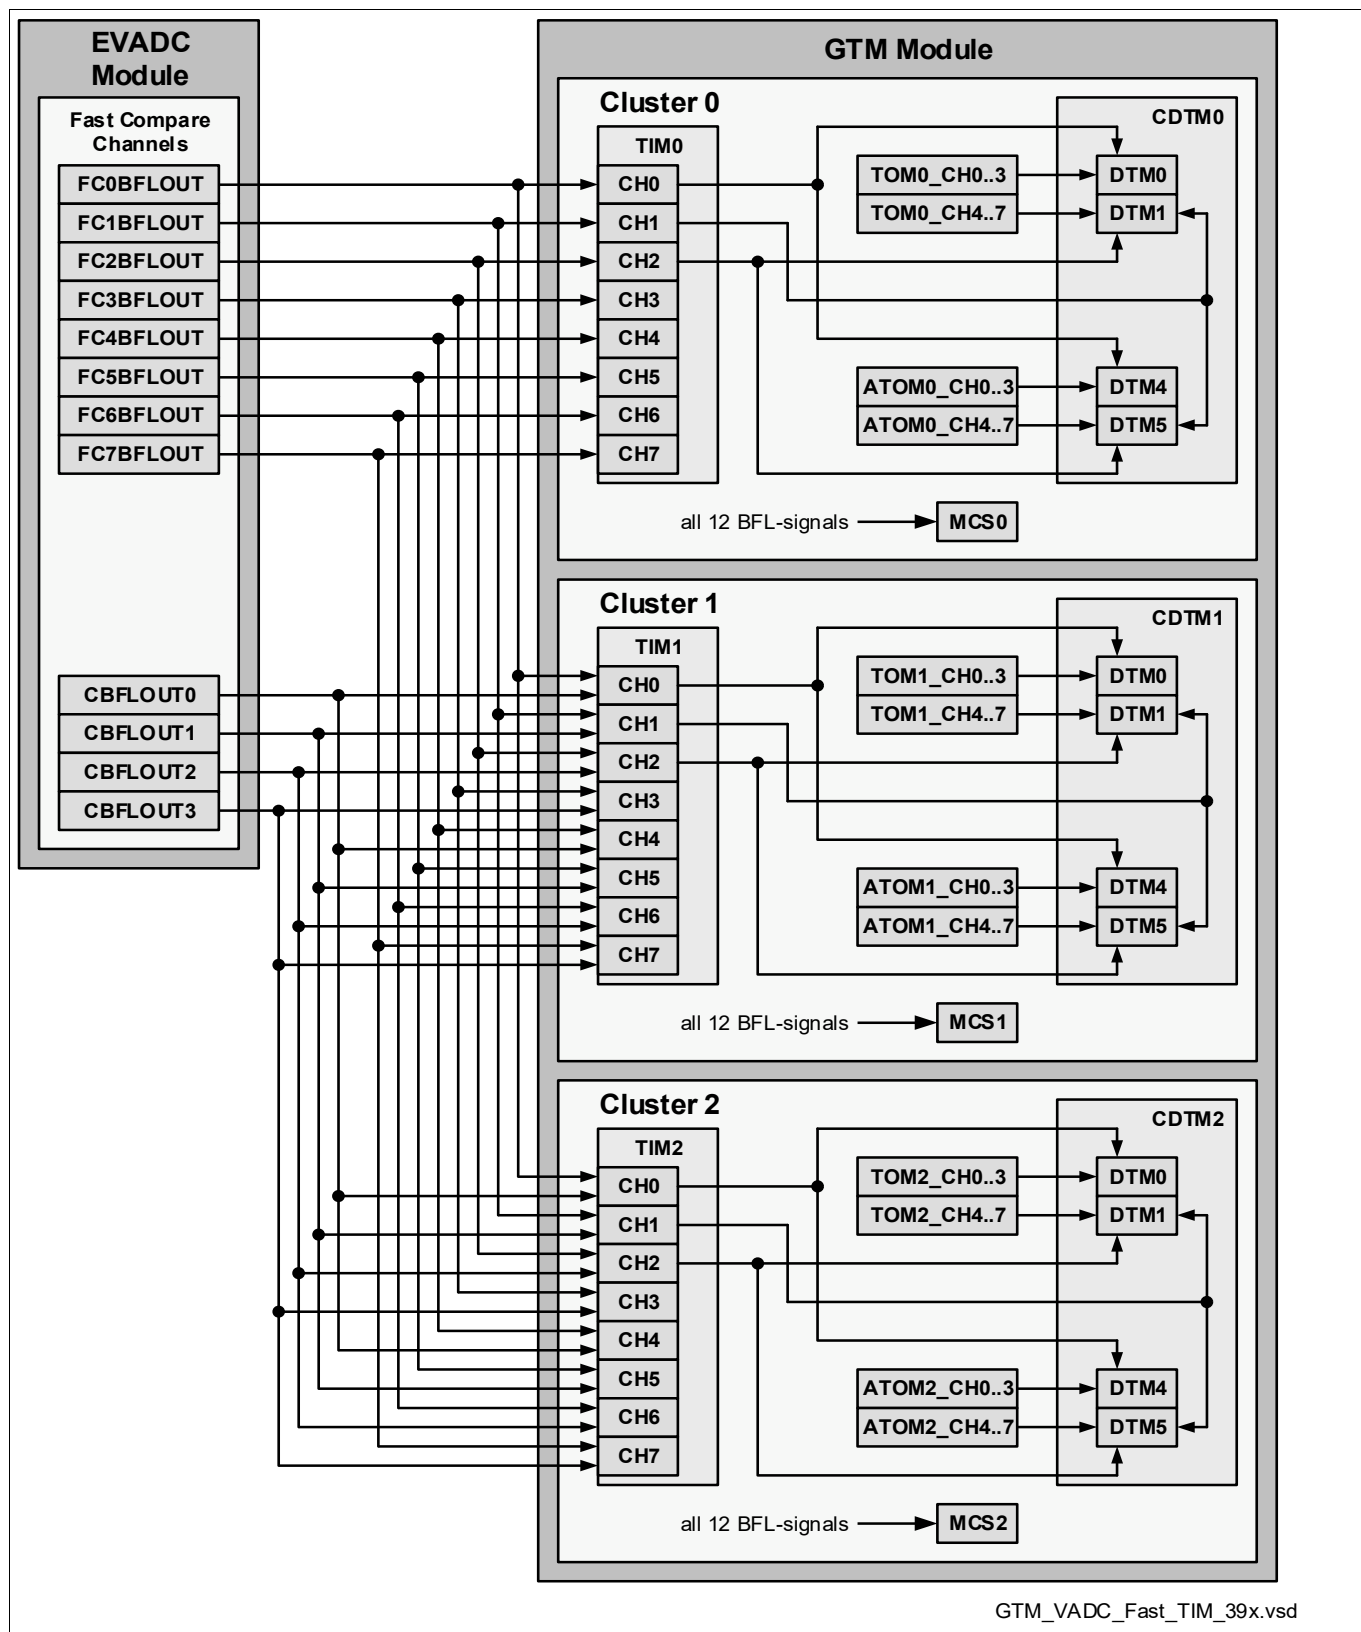 EVADC
Module
Fast Compare
Channels
FC0BFLOUT
FC1BFLOUT
FC2BFLOUT
FC3BFLOUT
FC4BFLOUT
FC5BFLOUT
FC6BFLOUT
FC7BFLOUT
CBFLOUT0
CBFLOUT1
CBFLOUT2
CBFLOUT3
GTM Module
Cluster 0
TIM0
CH0
CH1
CH2
CH3
CH4
CH5
CH6
CH7
TOM0_CH0..3
TOM0_CH4..7
ATOM0_CH0..3
ATOM0_CH4..7
CDTM0
DTM0
DTM1
DTM4
DTM5
all 12 BFL-signals
MCS0
Cluster 1
TIM1
CH0
CH1
CH2
CH3
CH4
CH5
CH6
CH7
TOM1_CH0..3
TOM1_CH4..7
ATOM1_CH0..3
ATOM1_CH4..7
CDTM1
DTM0
DTM1
DTM4
DTM5
all 12 BFL-signals
MCS1
Cluster 2
TIM2
CH0
CH1
CH2
CH3
CH4
CH5
CH6
CH7
TOM2_CH0..3
TOM2_CH4..7
ATOM2_CH0..3
ATOM2_CH4..7
CDTM2
DTM0
DTM1
DTM4
DTM5
all 12 BFL-signals
MCS2
GTM_VADC_Fast_TIM_39x.vsd